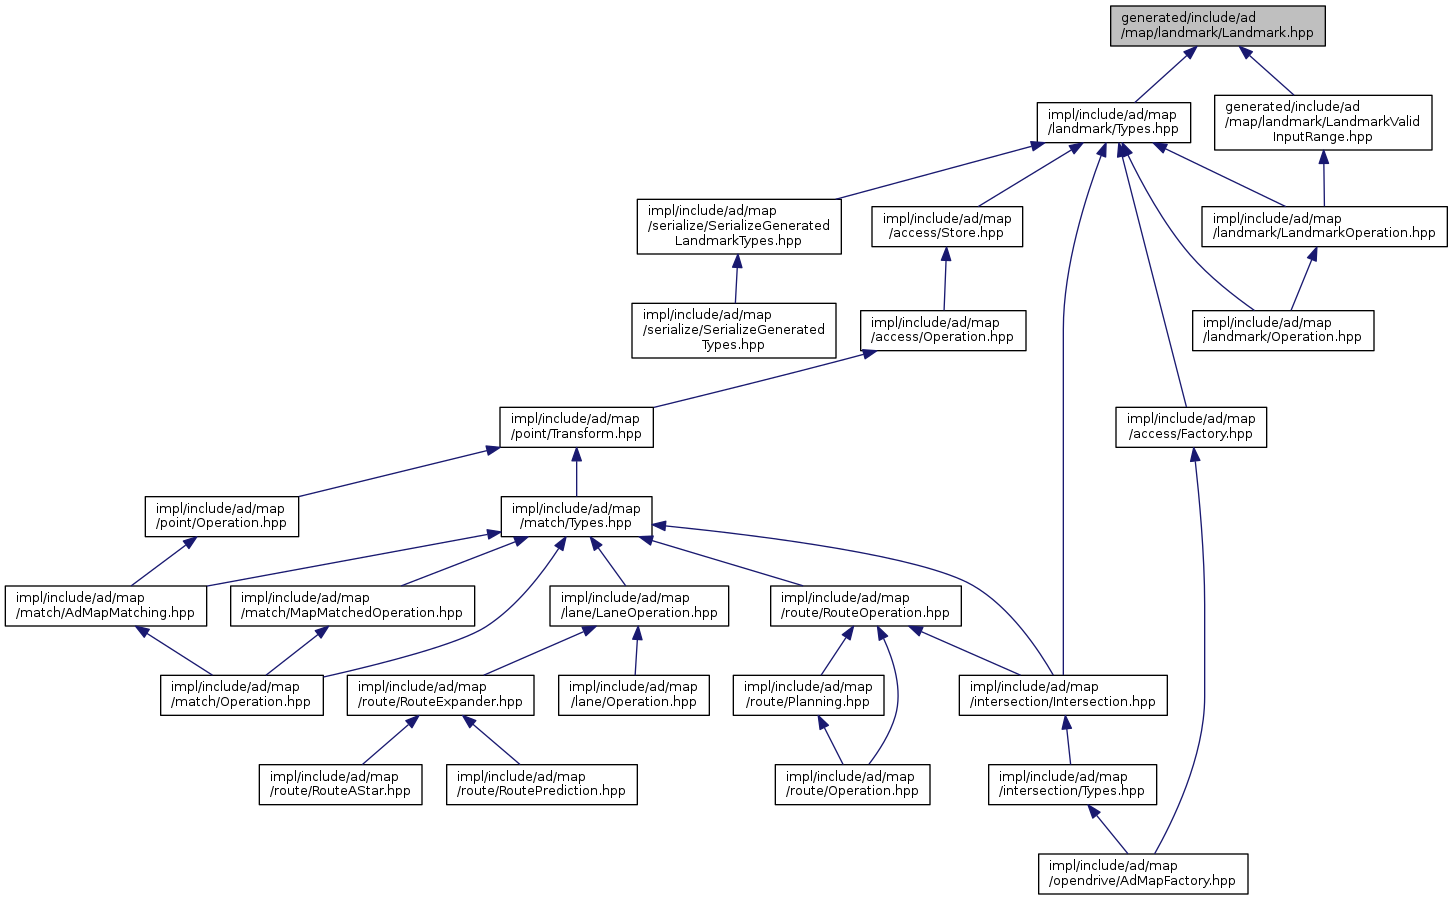 generated/include/ad
/map/landmark/Landmark.hpp
impl/include/ad/map
/landmark/Types.hpp
generated/include/ad
/map/landmark/LandmarkValid
InputRange.hpp
impl/include/ad/map
/serialize/SerializeGenerated
LandmarkTypes.hpp
impl/include/ad/map
/access/Store.hpp
impl/include/ad/map
/landmark/LandmarkOperation.hpp
impl/include/ad/map
/serialize/SerializeGenerated
Types.hpp
impl/include/ad/map
/access/Operation.hpp
impl/include/ad/map
/landmark/Operation.hpp
impl/include/ad/map
/point/Transform.hpp
impl/include/ad/map
/access/Factory.hpp
impl/include/ad/map
/point/Operation.hpp
impl/include/ad/map
/match/Types.hpp
impl/include/ad/map
/match/AdMapMatching.hpp
impl/include/ad/map
/match/MapMatchedOperation.hpp
impl/include/ad/map
/lane/LaneOperation.hpp
impl/include/ad/map
/route/RouteOperation.hpp
impl/include/ad/map
/match/Operation.hpp
impl/include/ad/map
/route/RouteExpander.hpp
impl/include/ad/map
/lane/Operation.hpp
impl/include/ad/map
/route/Planning.hpp
impl/include/ad/map
/intersection/Intersection.hpp
impl/include/ad/map
/route/RouteAStar.hpp
impl/include/ad/map
/route/RoutePrediction.hpp
impl/include/ad/map
/route/Operation.hpp
impl/include/ad/map
/intersection/Types.hpp
impl/include/ad/map
/opendrive/AdMapFactory.hpp